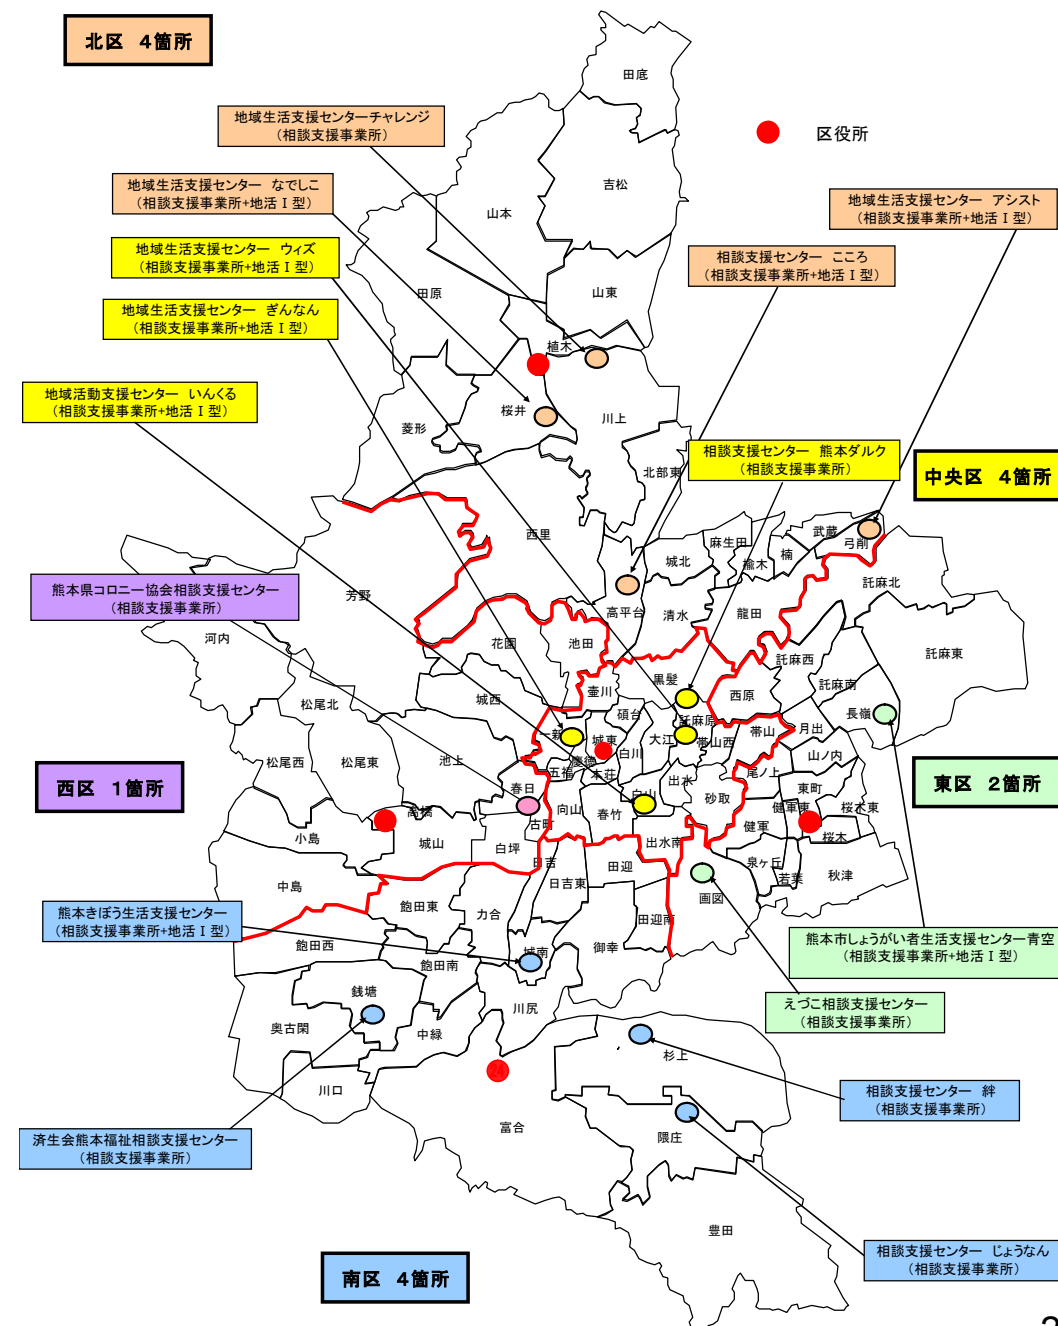 北区 4箇所
地域生活支援センターチャレンジ
（相談支援事業所）
区役所
地域生活支援センター なでしこ
（相談支援事業所+地活Ⅰ型）
地域生活支援センター アシスト
（相談支援事業所+地活Ⅰ型）
地域生活支援センター ウィズ
（相談支援事業所+地活Ⅰ型）
相談支援センター こころ
（相談支援事業所+地活Ⅰ型）
地域生活支援センター ぎんなん
（相談支援事業所+地活Ⅰ型）
地域活動支援センター いんくる
（相談支援事業所+地活Ⅰ型）
相談支援センター 熊本ダルク
（相談支援事業所）
中央区 4箇所
熊本県コロニー協会相談支援センター
（相談支援事業所）
西区 1箇所
東区 2箇所
熊本きぼう生活支援センター
（相談支援事業所+地活Ⅰ型）
熊本市しょうがい者生活支援センター青空
（相談支援事業所+地活Ⅰ型）
えづこ相談支援センター
（相談支援事業所）
相談支援センター 絆
（相談支援事業所）
済生会熊本福祉相談支援センター
（相談支援事業所）
相談支援センター じょうなん
（相談支援事業所）
南区 4箇所
田底
吉松
山本
山東
田原
植木
桜井
川上
菱形
北部東
西里
武蔵
弓削
麻生田
楠
楡木
城北
託麻北
芳野
高平台
清水
龍田
河内
花園
池田
託麻西
託麻東
黒髪
託麻南
西原
城西
壷川
松尾北
碩台
長嶺
託麻原
一新
城東
大江
帯山西
帯山
月出
慶徳
白川
松尾西
松尾東
池上
山ノ内
五福
本荘
出水
尾ノ上
春日
白山
砂取
東町
向山
春竹
健軍東
桜木東
高橋
古町
健軍
桜木
小島
城山
白坪
出水南
日吉
泉ヶ丘
田迎
若葉
秋津
中島
日吉東
画図
飽田東
力合
田迎南
飽田西
城南
御幸
飽田南
銭塘
川尻
奥古閑
中緑
杉上
24
川口
富合
隈庄
豊田